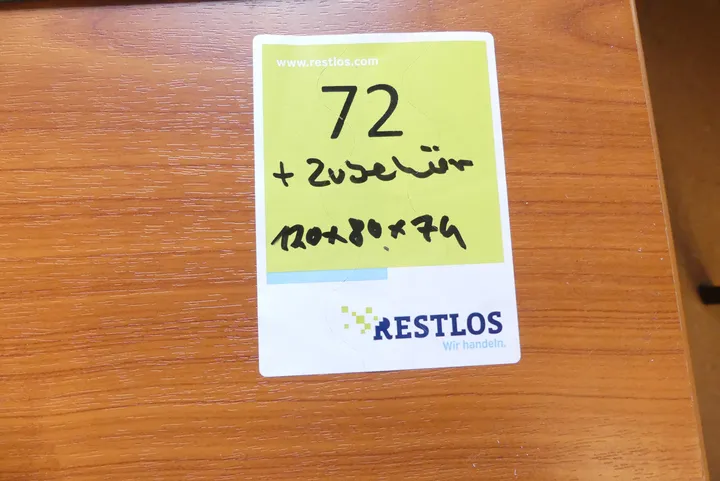 www.restlos.com
72
+ Zubehör
120x80x74
RESTLOS
Wir handeln.